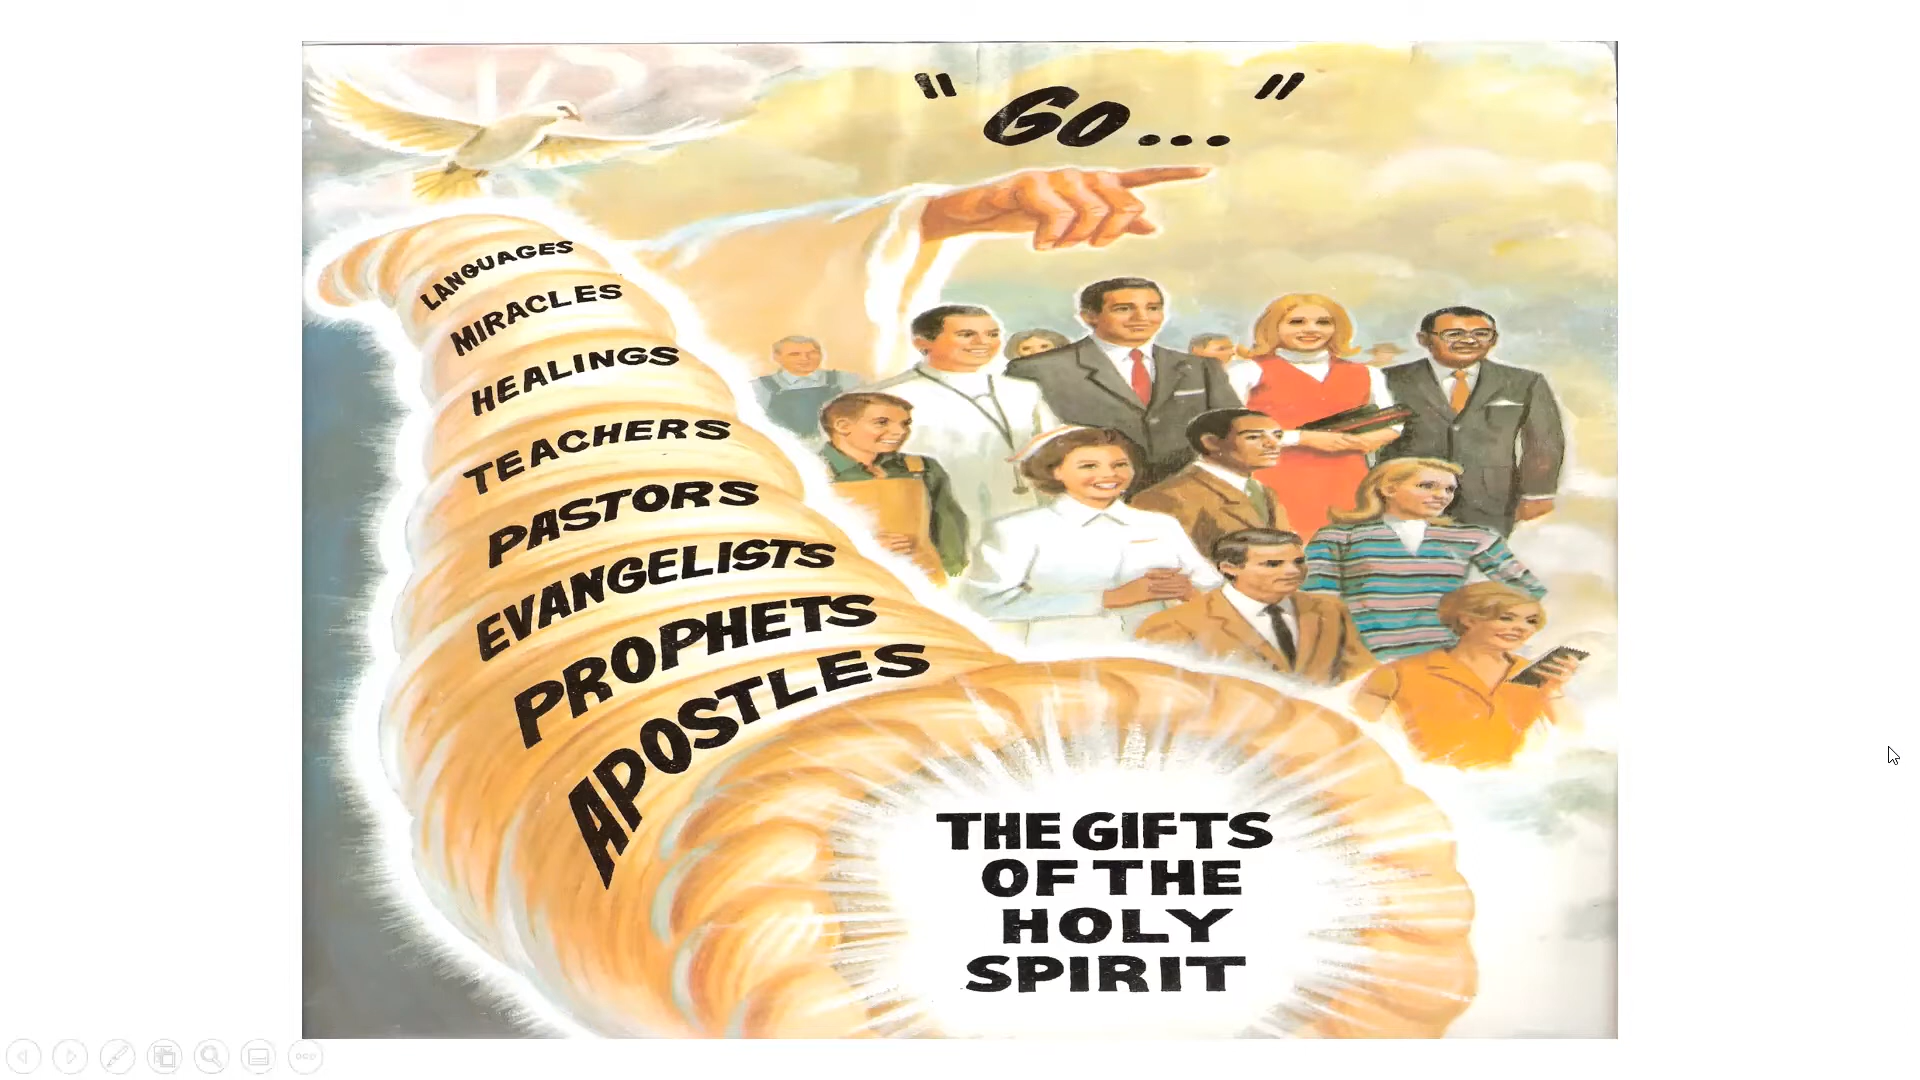 "Go..."
LANGUAGES
MIRACLES
HEALINGS
TEACHERS
PASTORS
EVANGELISTS
PROPHETS
APOSTLES
THE GIFTS
OF THE
HOLY
SPIRIT